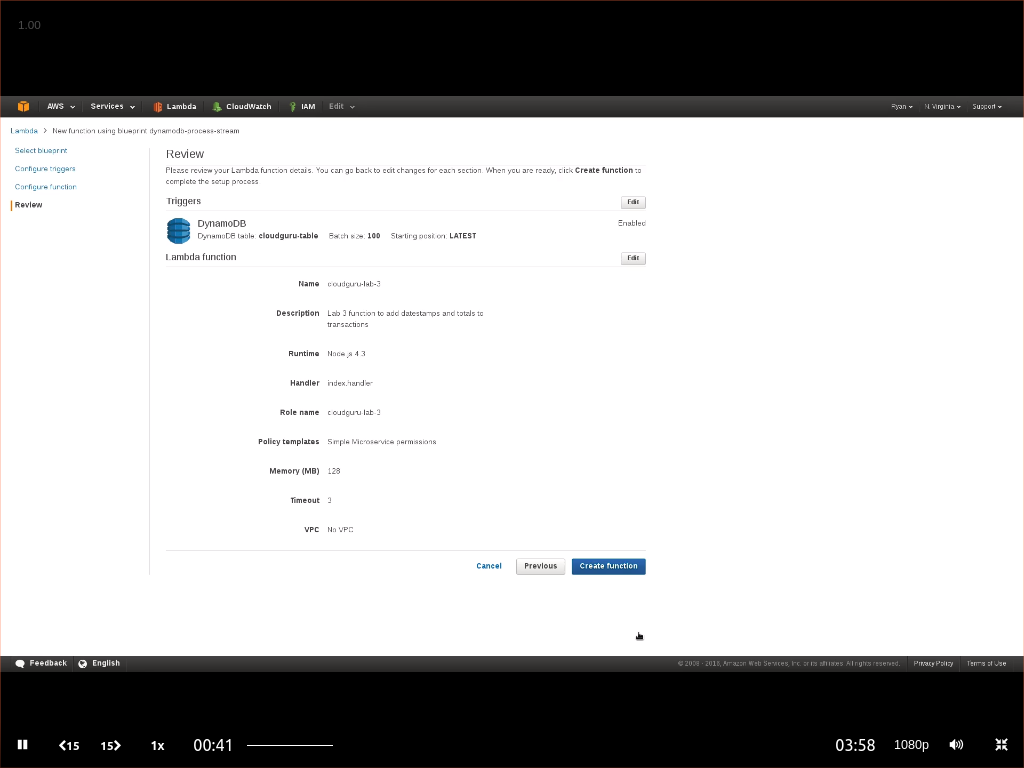 1.00
AWS Services Lambda CloudWatch IAM Edit Ryan N. Virginia Support
Lambda > New function using blueprint dynamodb-process-stream
Select blueprint
Configure triggers
Configure function
Review
Review
Please review your Lambda function details. You can go back to edit changes for each section. When you are ready, click Create function to
complete the setup process
Triggers Edit
DynamoDB Enabled
DynamoDB table: cloudguru-table Batch size: 100 Starting position: LATEST
Lambda function Edit
Name cloudguru-lab-3
Description Lab 3 function to add datestamps and totals to
transactions
Runtime Node.js 4.3
Handler index.handler
Role name cloudguru-lab-3
Policy templates Simple Microservice permissions
Memory (MB) 128
Timeout 3
VPC No VPC
Cancel Previous Create function
Feedback English © 2008 - 2016, Amazon Web Services, Inc. or its affiliates. All rights reserved. Privacy Policy Terms of Use
15 15 1x 00:41 03:58 1080p